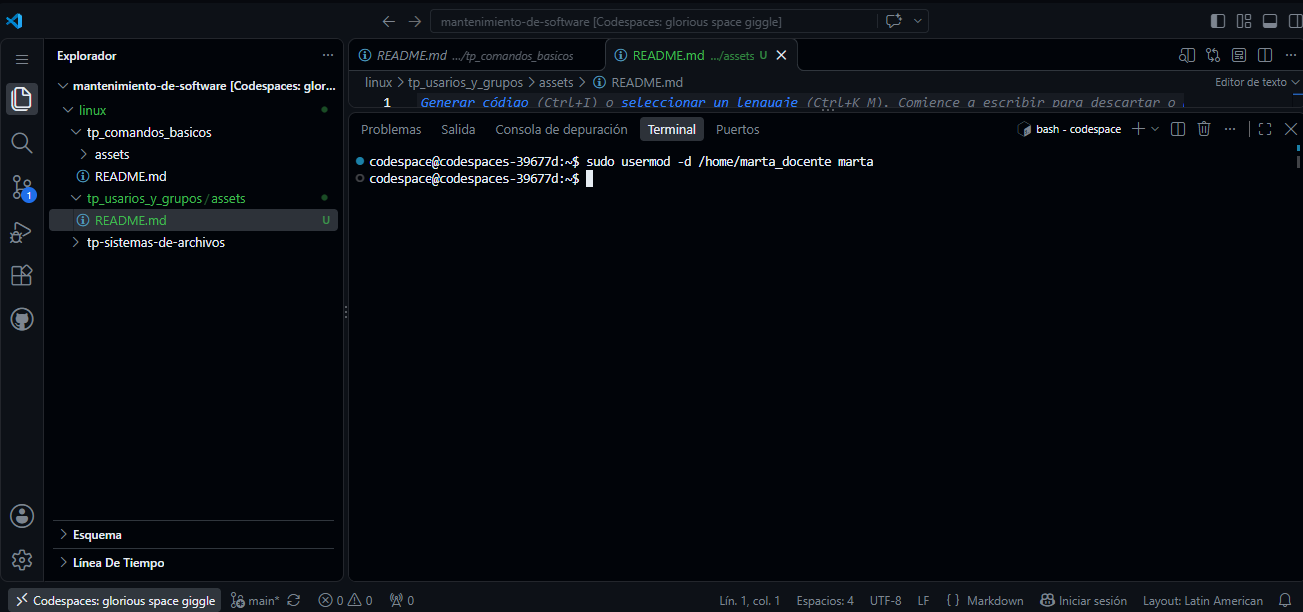 mantenimiento-de-software [Codespaces: glorious space giggle]
Explorador
mantenimiento-de-software [Codespaces: glor...
linux
tp_comandos_basicos
assets
README.md
tp_usarios_y_grupos / assets
README.md U
tp-sistemas-de-archivos
Esquema
Línea De Tiempo
1
README.md .../tp_comandos_basicos
README.md .../assets U
linux > tp_usarios_y_grupos > assets > README.md
Editor de texto
1 Generar código (Ctrl+I) o seleccionar un lenguaje (Ctrl+K M). Comience a escribir para descartar o
Problemas Salida Consola de depuración Terminal Puertos
bash - codespace
codespace@codespaces-39677d:~$ sudo usermod -d /home/marta_docente marta
codespace@codespaces-39677d:~$
Codespaces: glorious space giggle main* 0 0 0
Lín. 1, col. 1 Espacios: 4 UTF-8 LF { } Markdown Iniciar sesión Layout: Latin American